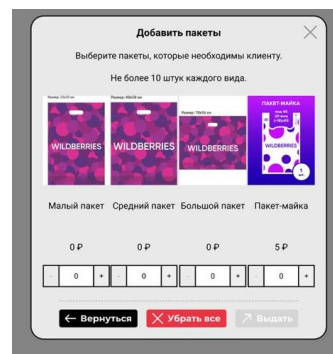 Добавить пакеты
Выберите пакеты, которые необходимы клиенту.
Не более 10 штук каждого вида.
WILDBERRIES
WILDBERRIES
WILDBERRIES
ПАКЕТ-МАЙКА
WILDBERRIES
Малый пакет Средний пакет Большой пакет Пакет-майка
0 ₽ 0 ₽ 0 ₽ 5 ₽
- 0 + - 0 + - 0 + - 0 +
← Вернуться × Убрать все ↗ Выдать